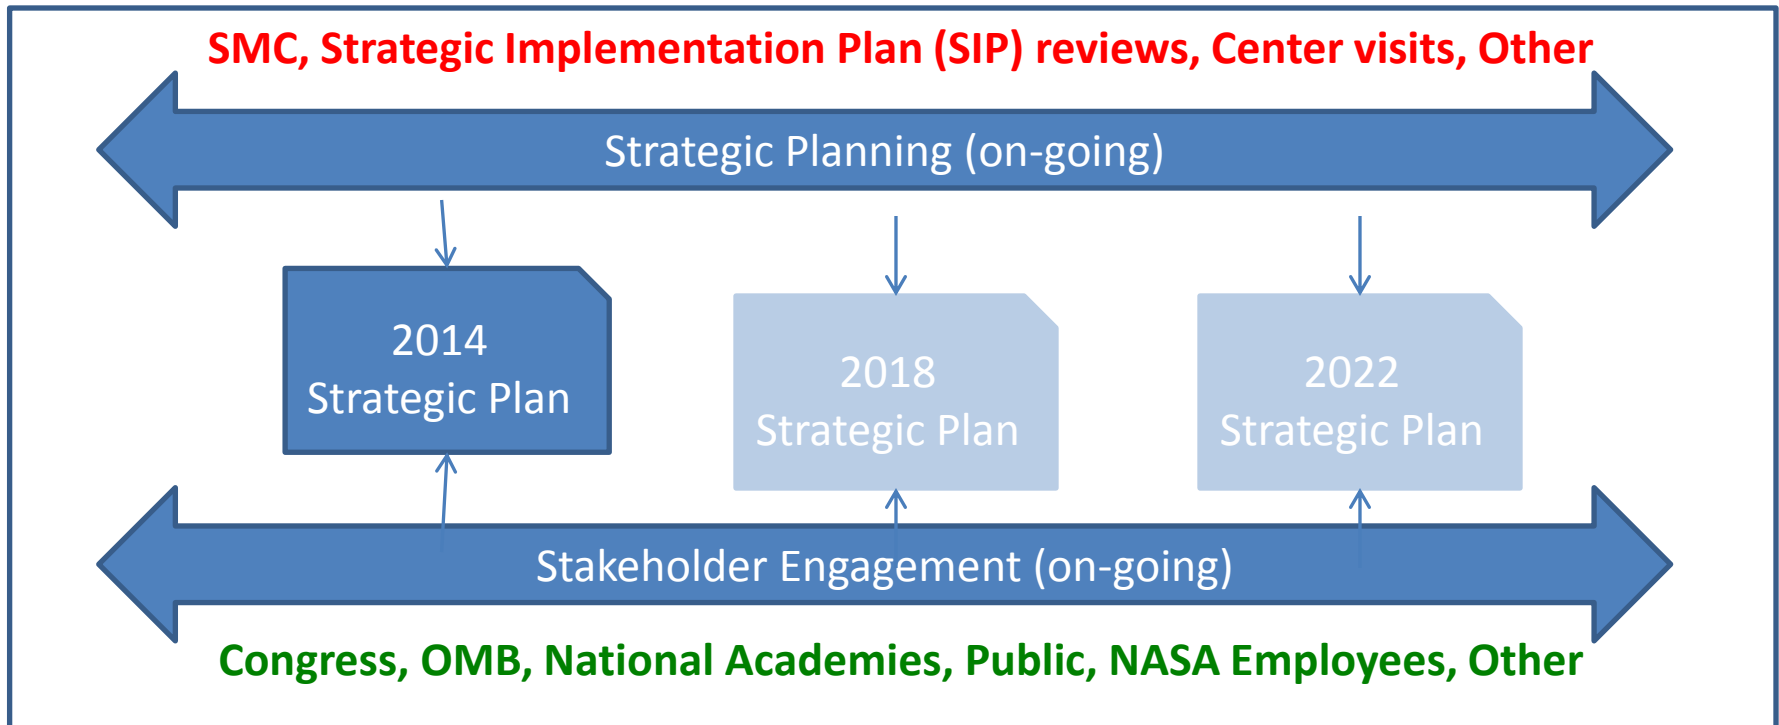 SMC, Strategic Implementation Plan (SIP) reviews, Center visits, Other
Strategic Planning (on-going)
2014
Strategic Plan
2018
Strategic Plan
2022
Strategic Plan
Stakeholder Engagement (on-going)
Congress, OMB, National Academies, Public, NASA Employees, Other